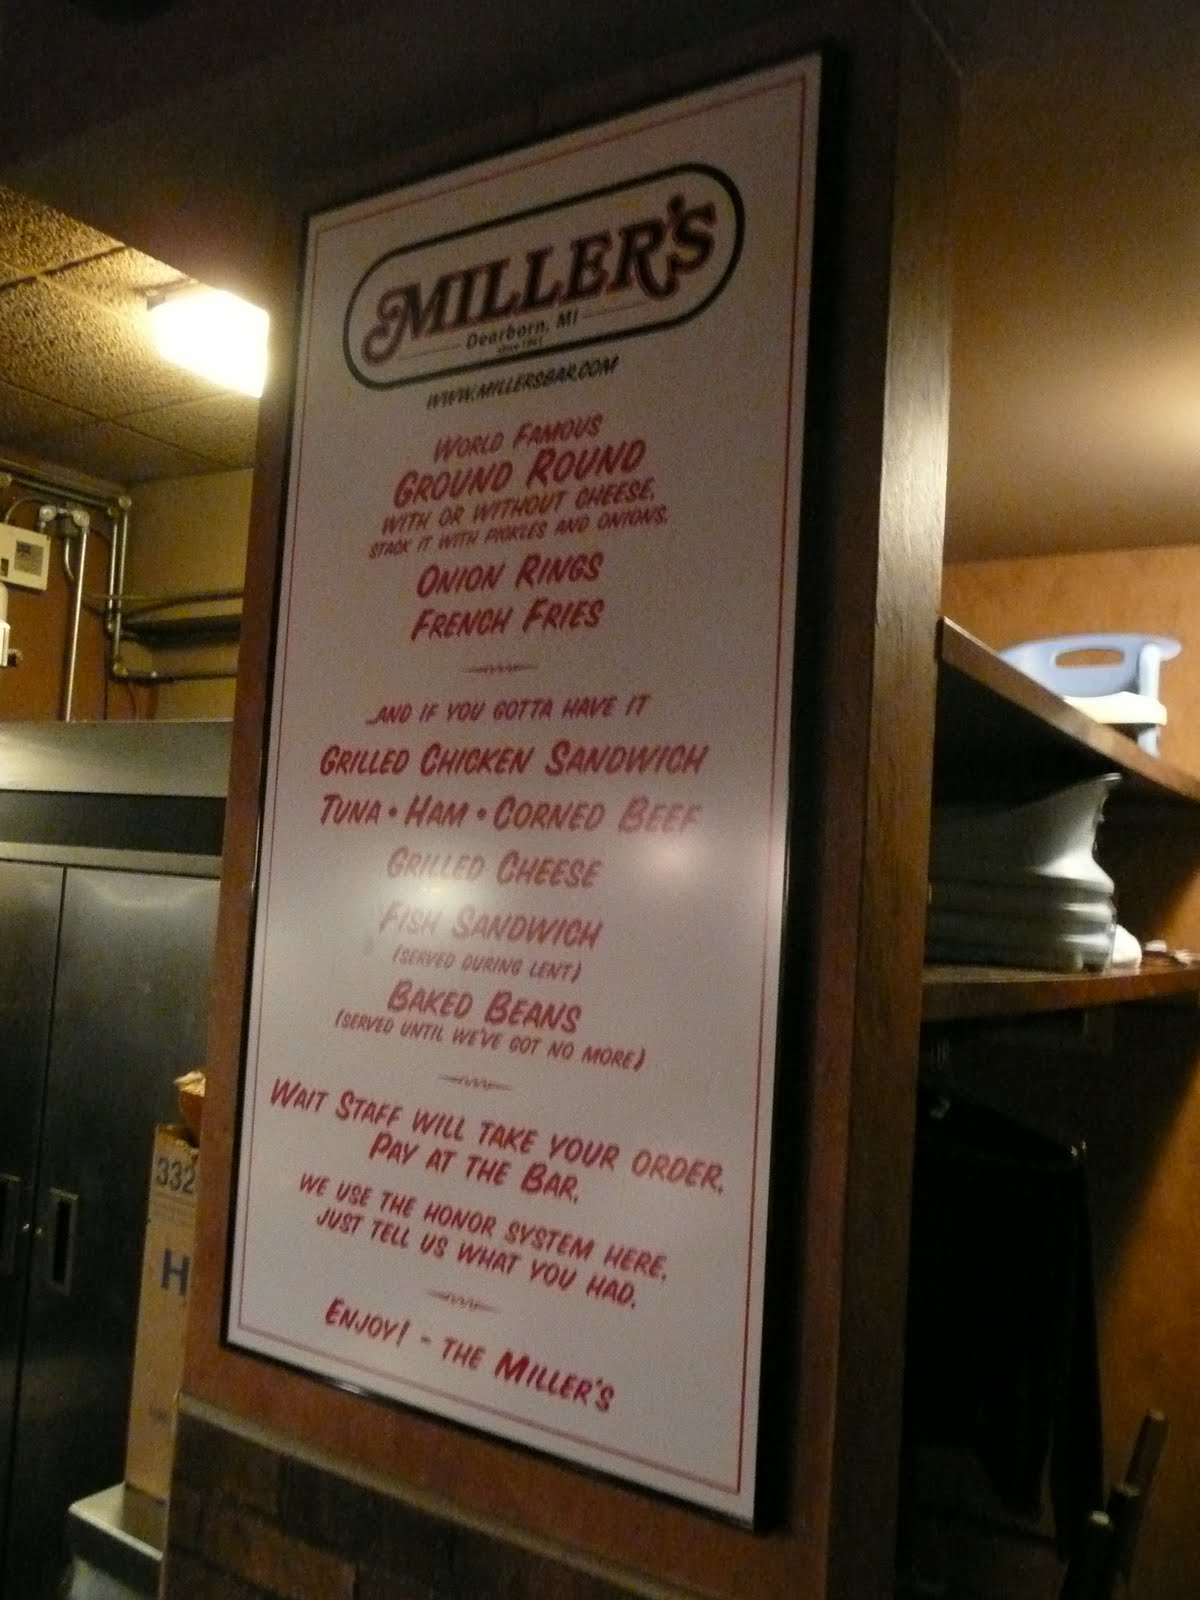 MILLER'S
Dearborn, MI
since 1941
WWW.MILLERSBAR.COM
WORLD FAMOUS
GROUND ROUND
WITH OR WITHOUT CHEESE.
STACK IT WITH PICKLES AND ONIONS.
ONION RINGS
FRENCH FRIES
...AND IF YOU GOTTA HAVE IT
GRILLED CHICKEN SANDWICH
TUNA • HAM • CORNED BEEF
GRILLED CHEESE
FISH SANDWICH
(SERVED DURING LENT)
BAKED BEANS
(SERVED UNTIL WE'VE GOT NO MORE)
WAIT STAFF WILL TAKE YOUR ORDER.
PAY AT THE BAR.
WE USE THE HONOR SYSTEM HERE.
JUST TELL US WHAT YOU HAD.
ENJOY! - THE MILLER'S
332
H